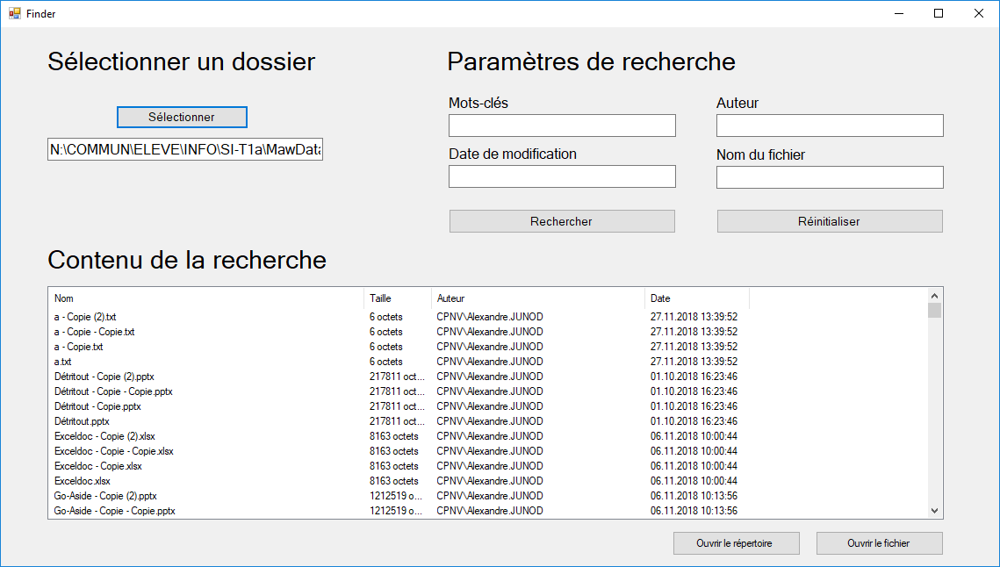 Finder
Sélectionner un dossier
Paramètres de recherche
Sélectionner
N:\COMMUN\ELEVE\INFO\SI-T1a\MawData
Mots-clés
Auteur
Date de modification
Nom du fichier
Rechercher
Réinitialiser
Contenu de la recherche
Nom Taille Auteur Date
a - Copie (2).txt 6 octets CPNV\Alexandre.JUNOD 27.11.2018 13:39:52
a - Copie - Copie.txt 6 octets CPNV\Alexandre.JUNOD 27.11.2018 13:39:52
a - Copie.txt 6 octets CPNV\Alexandre.JUNOD 27.11.2018 13:39:52
a.txt 6 octets CPNV\Alexandre.JUNOD 27.11.2018 13:39:52
Détritout - Copie (2).pptx 217811 oct... CPNV\Alexandre.JUNOD 01.10.2018 16:23:46
Détritout - Copie - Copie.pptx 217811 oct... CPNV\Alexandre.JUNOD 01.10.2018 16:23:46
Détritout - Copie.pptx 217811 oct... CPNV\Alexandre.JUNOD 01.10.2018 16:23:46
Détritout.pptx 217811 oct... CPNV\Alexandre.JUNOD 01.10.2018 16:23:46
Exceldoc - Copie (2).xlsx 8163 octets CPNV\Alexandre.JUNOD 06.11.2018 10:00:44
Exceldoc - Copie - Copie.xlsx 8163 octets CPNV\Alexandre.JUNOD 06.11.2018 10:00:44
Exceldoc - Copie.xlsx 8163 octets CPNV\Alexandre.JUNOD 06.11.2018 10:00:44
Exceldoc.xlsx 8163 octets CPNV\Alexandre.JUNOD 06.11.2018 10:00:44
Go-Aside - Copie (2).pptx 1212519 o... CPNV\Alexandre.JUNOD 06.11.2018 10:13:56
Go-Aside - Copie - Copie.pptx 1212519 o... CPNV\Alexandre.JUNOD 06.11.2018 10:13:56
Ouvrir le répertoire
Ouvrir le fichier